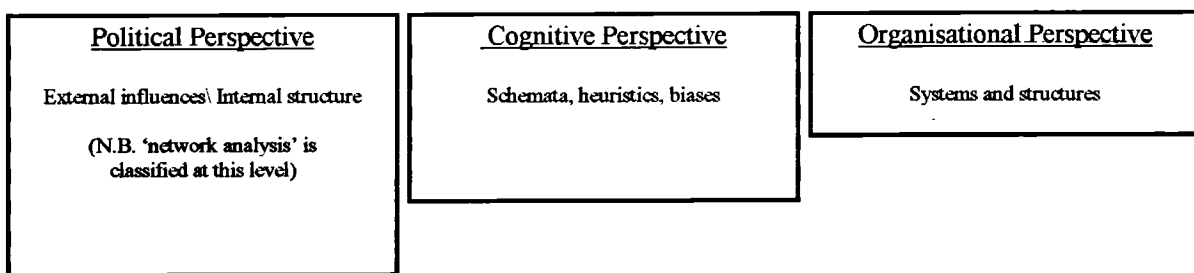 Political Perspective
External influences\ Internal structure
(N.B. ‘network analysis’ is
classified at this level)
Cognitive Perspective
Schemata, heuristics, biases
Organisational Perspective
Systems and structures